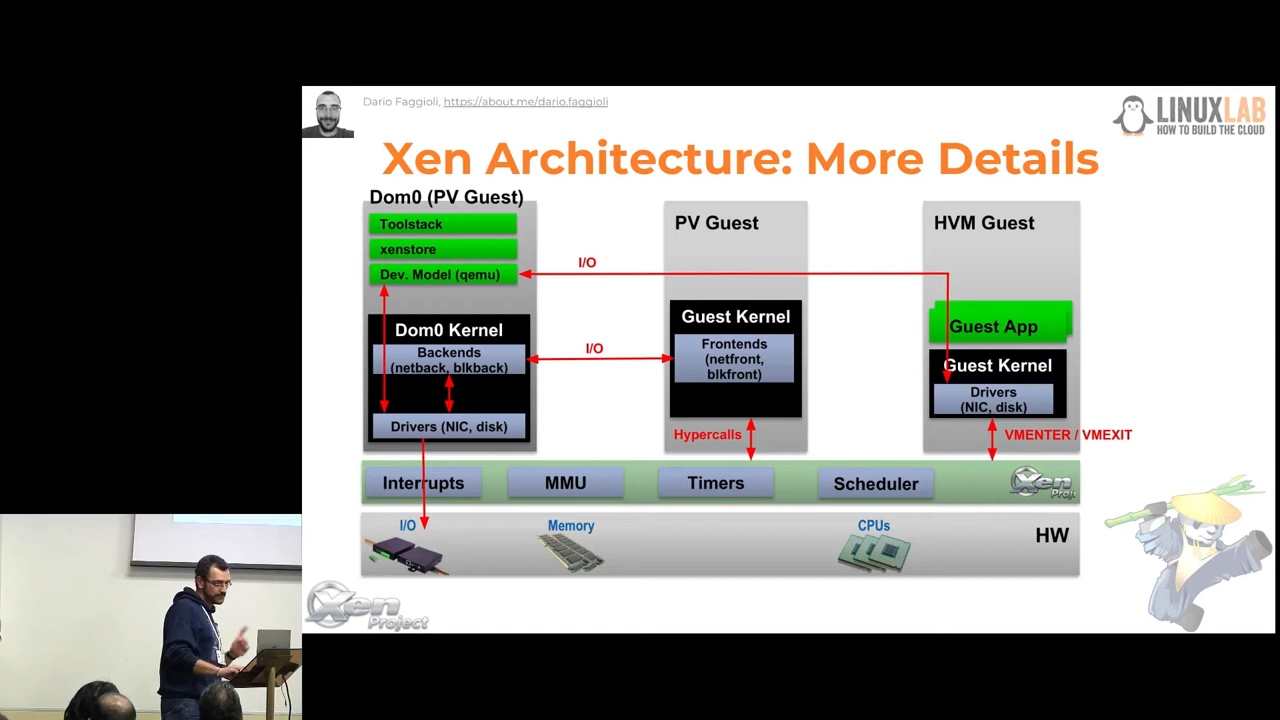 Dario Faggioli, https://about.me/dario.faggioli
LINUXLAB
HOW TO BUILD THE CLOUD
Xen Architecture: More Details
Dom0 (PV Guest)
Toolstack
xenstore
Dev. Model (qemu)
Dom0 Kernel
Backends
(netback, blkback)
Drivers (NIC, disk)
I/O
I/O
PV Guest
Guest Kernel
Frontends
(netfront,
blkfront)
Hypercalls
HVM Guest
Guest App
Guest Kernel
Drivers
(NIC, disk)
VMENTER / VMEXIT
Interrupts
MMU
Timers
Scheduler
Xen
Proj.
I/O
Memory
CPUs
HW
Xen
Project